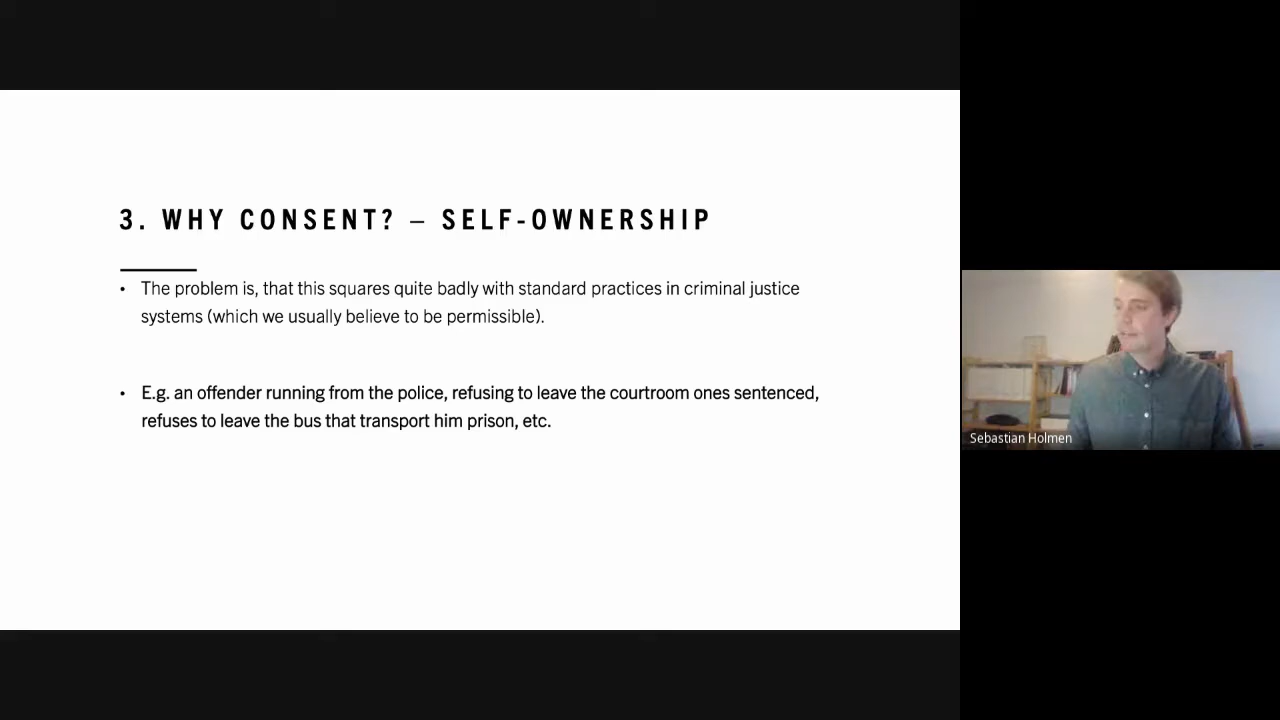 3. WHY CONSENT? – SELF-OWNERSHIP
• The problem is, that this squares quite badly with standard practices in criminal justice
systems (which we usually believe to be permissible).
• E.g. an offender running from the police, refusing to leave the courtroom ones sentenced,
refuses to leave the bus that transport him prison, etc.
Sebastian Holmen